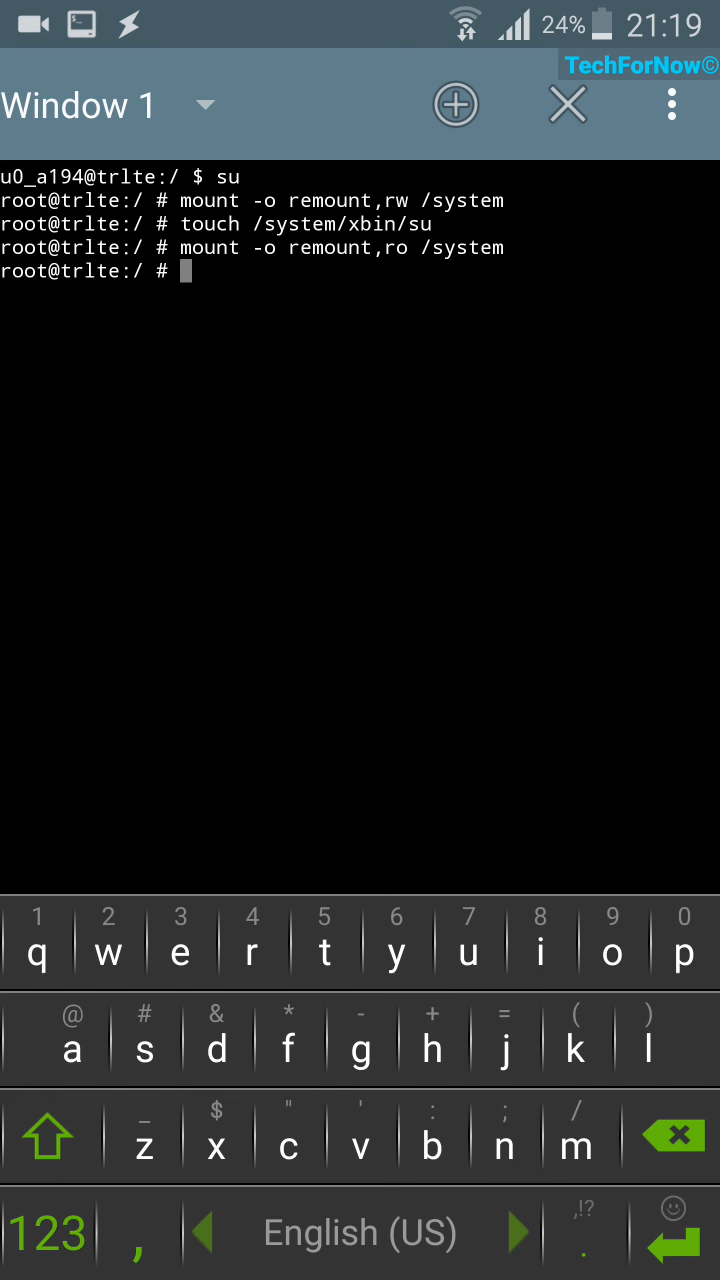 24% 21:19
TechForNow©
Window 1
u0_a194@trlte:/ $ su
root@trlte:/ # mount -o remount,rw /system
root@trlte:/ # touch /system/xbin/su
root@trlte:/ # mount -o remount,ro /system
root@trlte:/ #
1 2 3 4 5 6 7 8 9 0
q w e r t y u i o p
@ # & * - + = ( )
a s d f g h j k l
_ $ " ' : ; /
z x c v b n m
,!?
123 , English (US) .